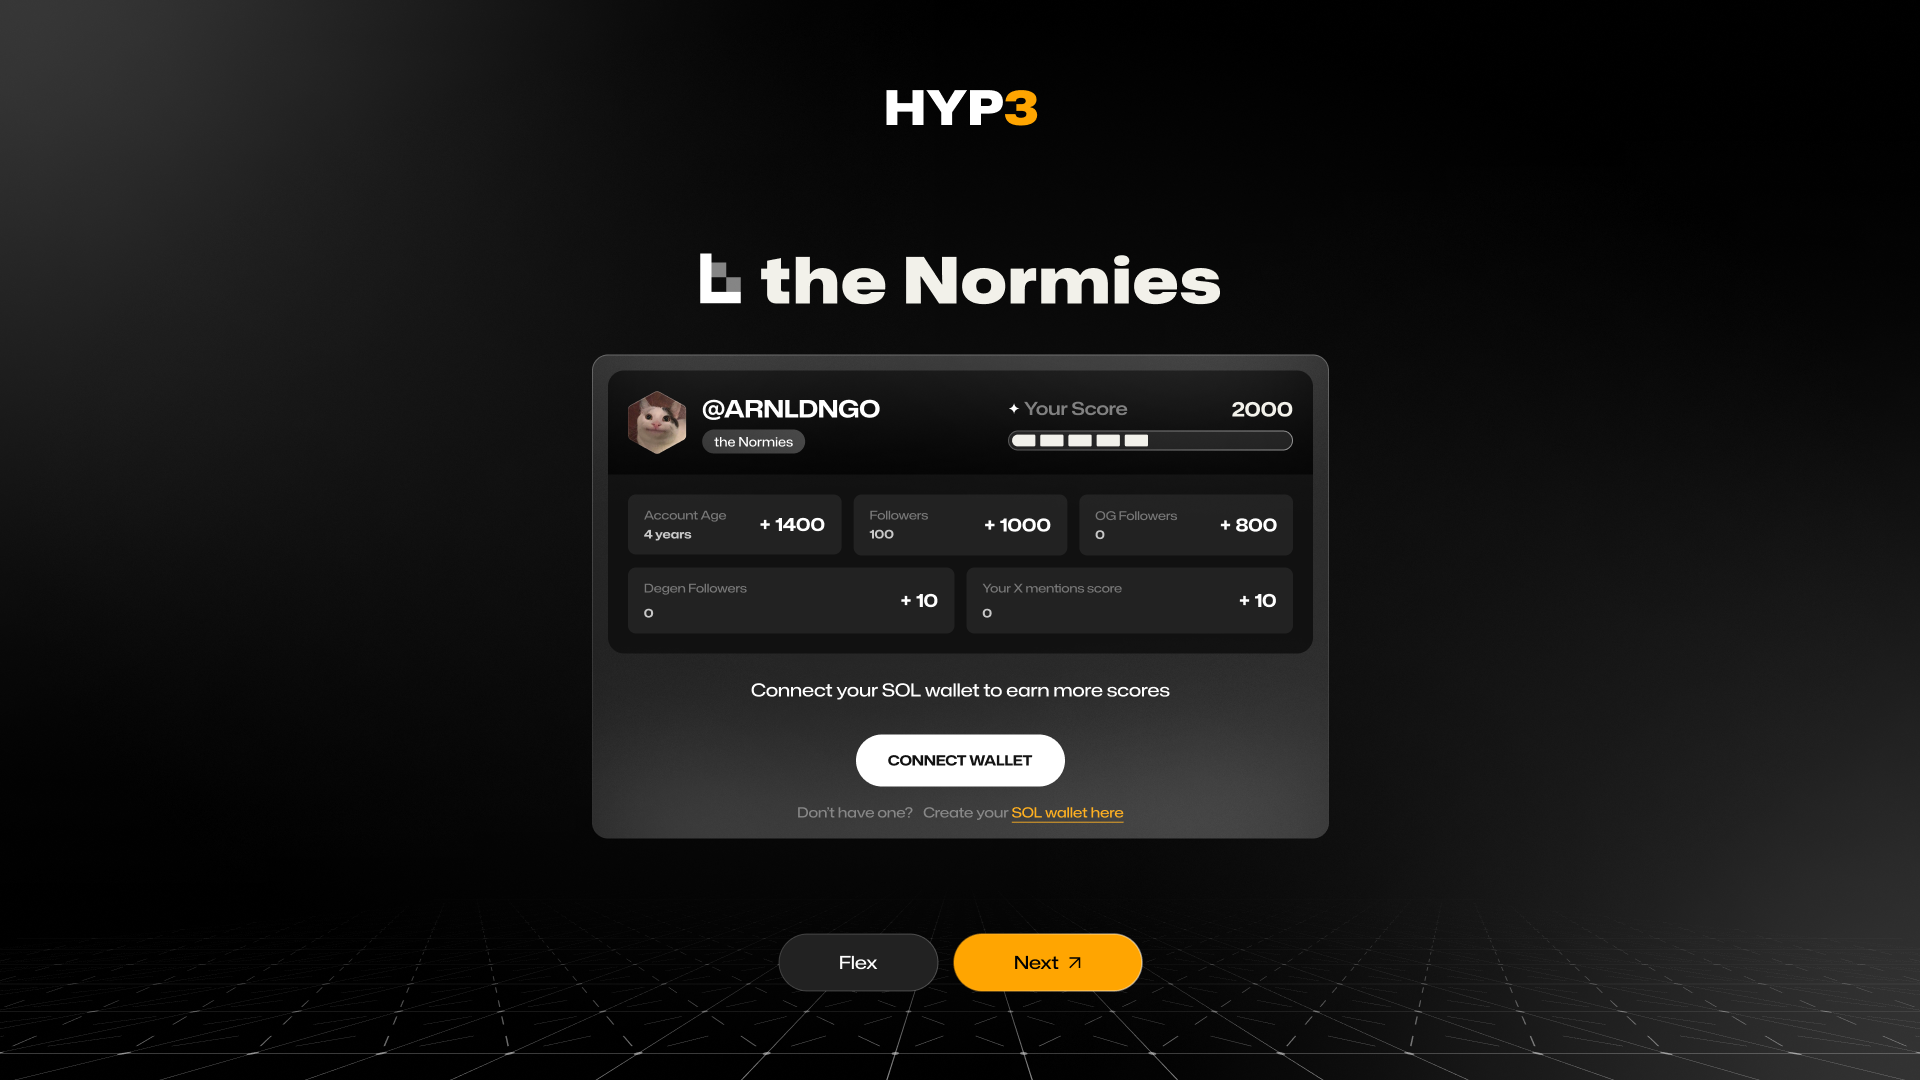 HYP3
the Normies
@ARNLDNGO
the Normies
Your Score
2000
Account Age
4 years
+ 1400
Followers
100
+ 1000
OG Followers
0
+ 800
Degen Followers
0
+ 10
Your X mentions score
0
+ 10
Connect your SOL wallet to earn more scores
CONNECT WALLET
Don't have one? Create your SOL wallet here
Flex
Next